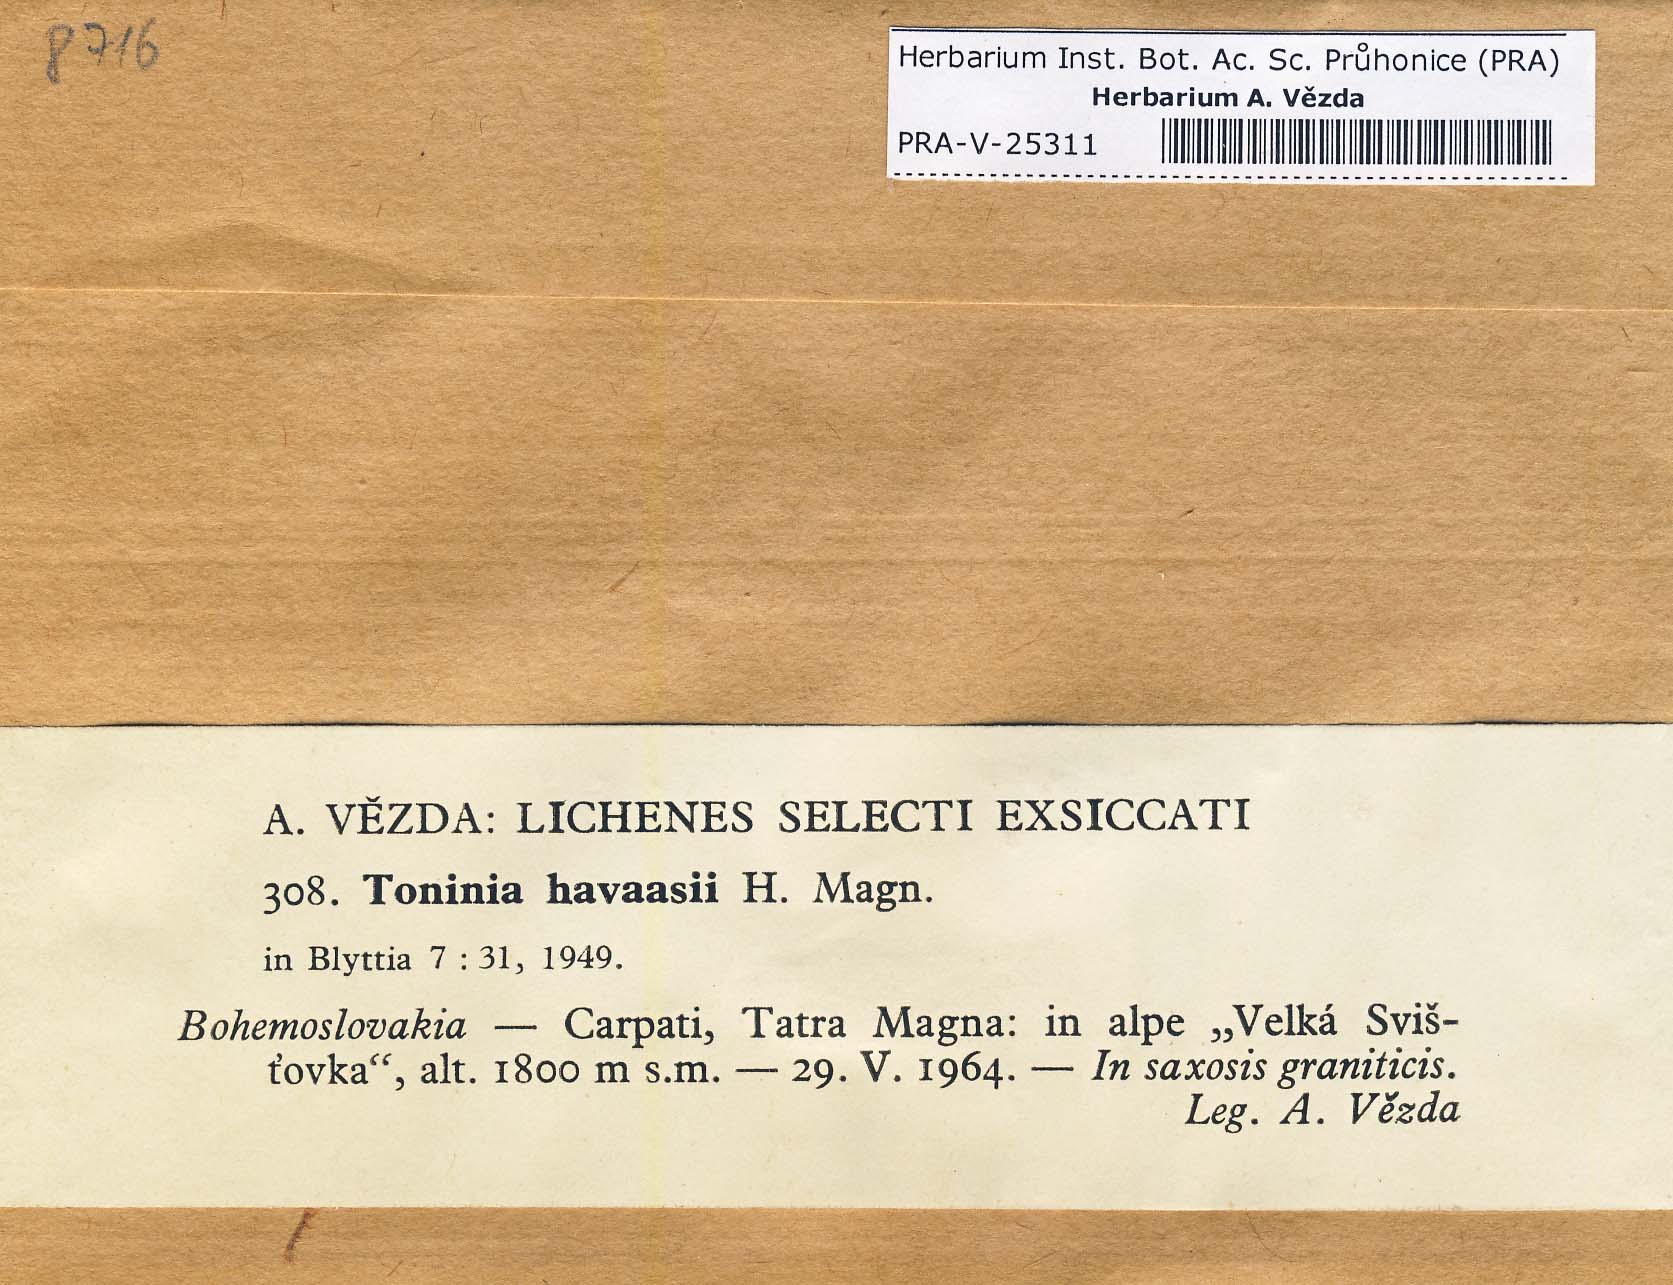 8716
Herbarium Inst. Bot. Ac. Sc. Průhonice (PRA)
Herbarium A. Vězda
PRA-V-25311
A. VĚZDA: LICHENES SELECTI EXSICCATI
308. Toninia havaasii H. Magn.
in Blyttia 7 : 31, 1949.
Bohemoslovakia — Carpati, Tatra Magna: in alpe „Velká Sviš-
ťovka“, alt. 1800 m s.m. — 29. V. 1964. — In saxosis graniticis.
Leg. A. Vězda